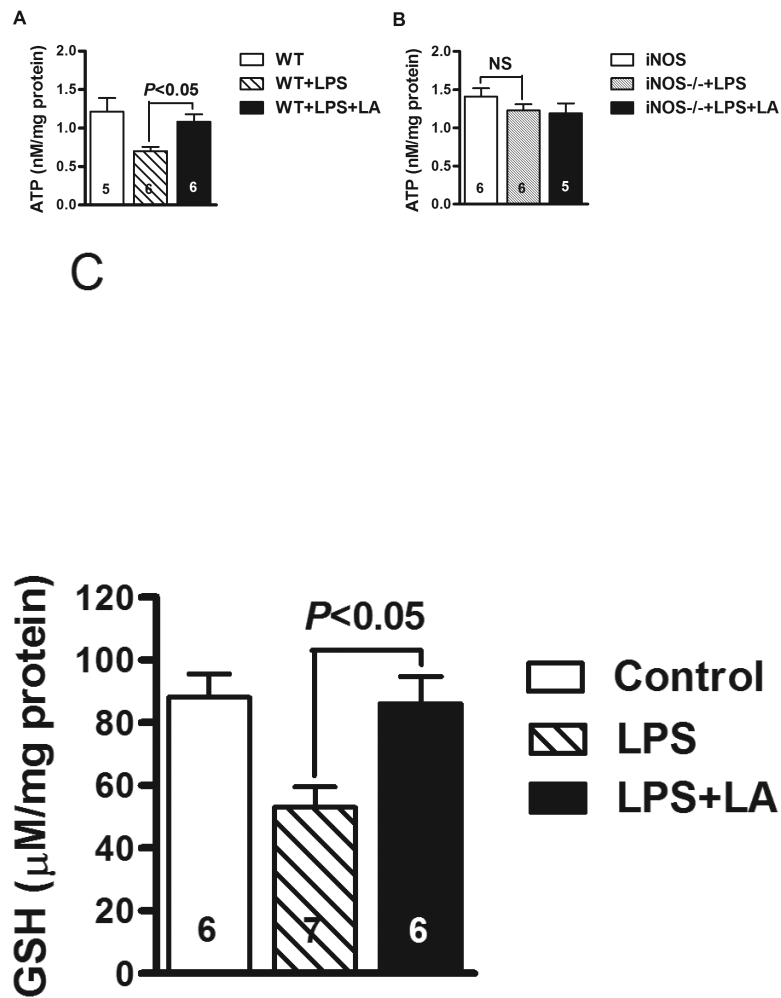 A
2.0
1.5
1.0
0.5
0.0
ATP (nM/mg protein)
P<0.05
5
6
6
WT
WT+LPS
WT+LPS+LA
B
2.0
1.5
1.0
0.5
0.0
ATP (nM/mg protein)
NS
6
6
5
iNOS
iNOS-/-+LPS
iNOS-/-+LPS+LA
C
120
100
80
60
40
20
0
GSH (μM/mg protein)
P<0.05
6
7
6
Control
LPS
LPS+LA